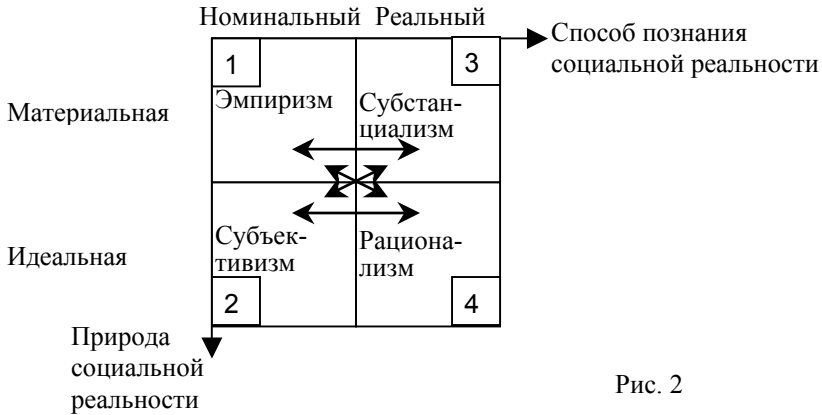 Номинальный Реальный
Способ познания
социальной реальности
1
3
Эмпиризм
Субстан-
циализм
Материальная
Субъек-
тивизм
Рациона-
лизм
Идеальная
2
4
Природа
социальной
реальности
Рис. 2